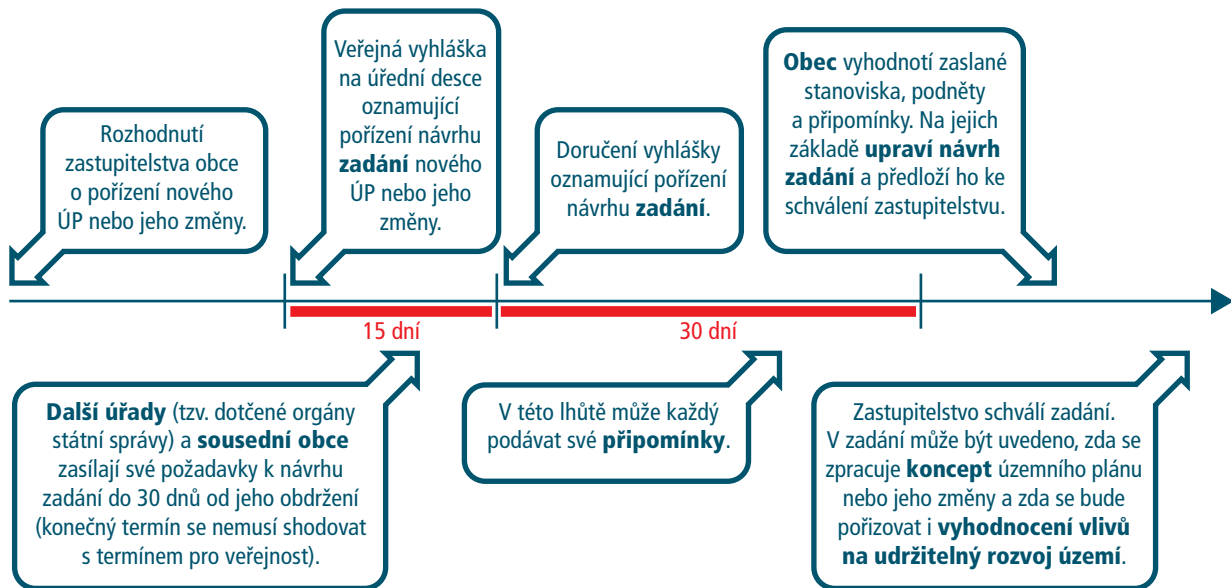 Rozhodnutí
zastupitelstva obce
o pořízení nového
ÚP nebo jeho změny.
Veřejná vyhláška
na úřední desce
oznamující
pořízení návrhu
zadání nového
ÚP nebo jeho
změny.
Doručení vyhlášky
oznamující pořízení
návrhu zadání.
Obec vyhodnotí zaslané
stanoviska, podněty
a připomínky. Na jejich
základě upraví návrh
zadání a předloží ho ke
schválení zastupitelstvu.
15 dní
30 dní
Další úřady (tzv. dotčené orgány
státní správy) a sousední obce
zasílají své požadavky k návrhu
zadání do 30 dnů od jeho obdržení
(konečný termín se nemusí shodovat
s termínem pro veřejnost).
V této lhůtě může každý
podávat své připomínky.
Zastupitelstvo schválí zadání.
V zadání může být uvedeno, zda se
zpracuje koncept územního plánu
nebo jeho změny a zda se bude
pořizovat i vyhodnocení vlivů
na udržitelný rozvoj území.